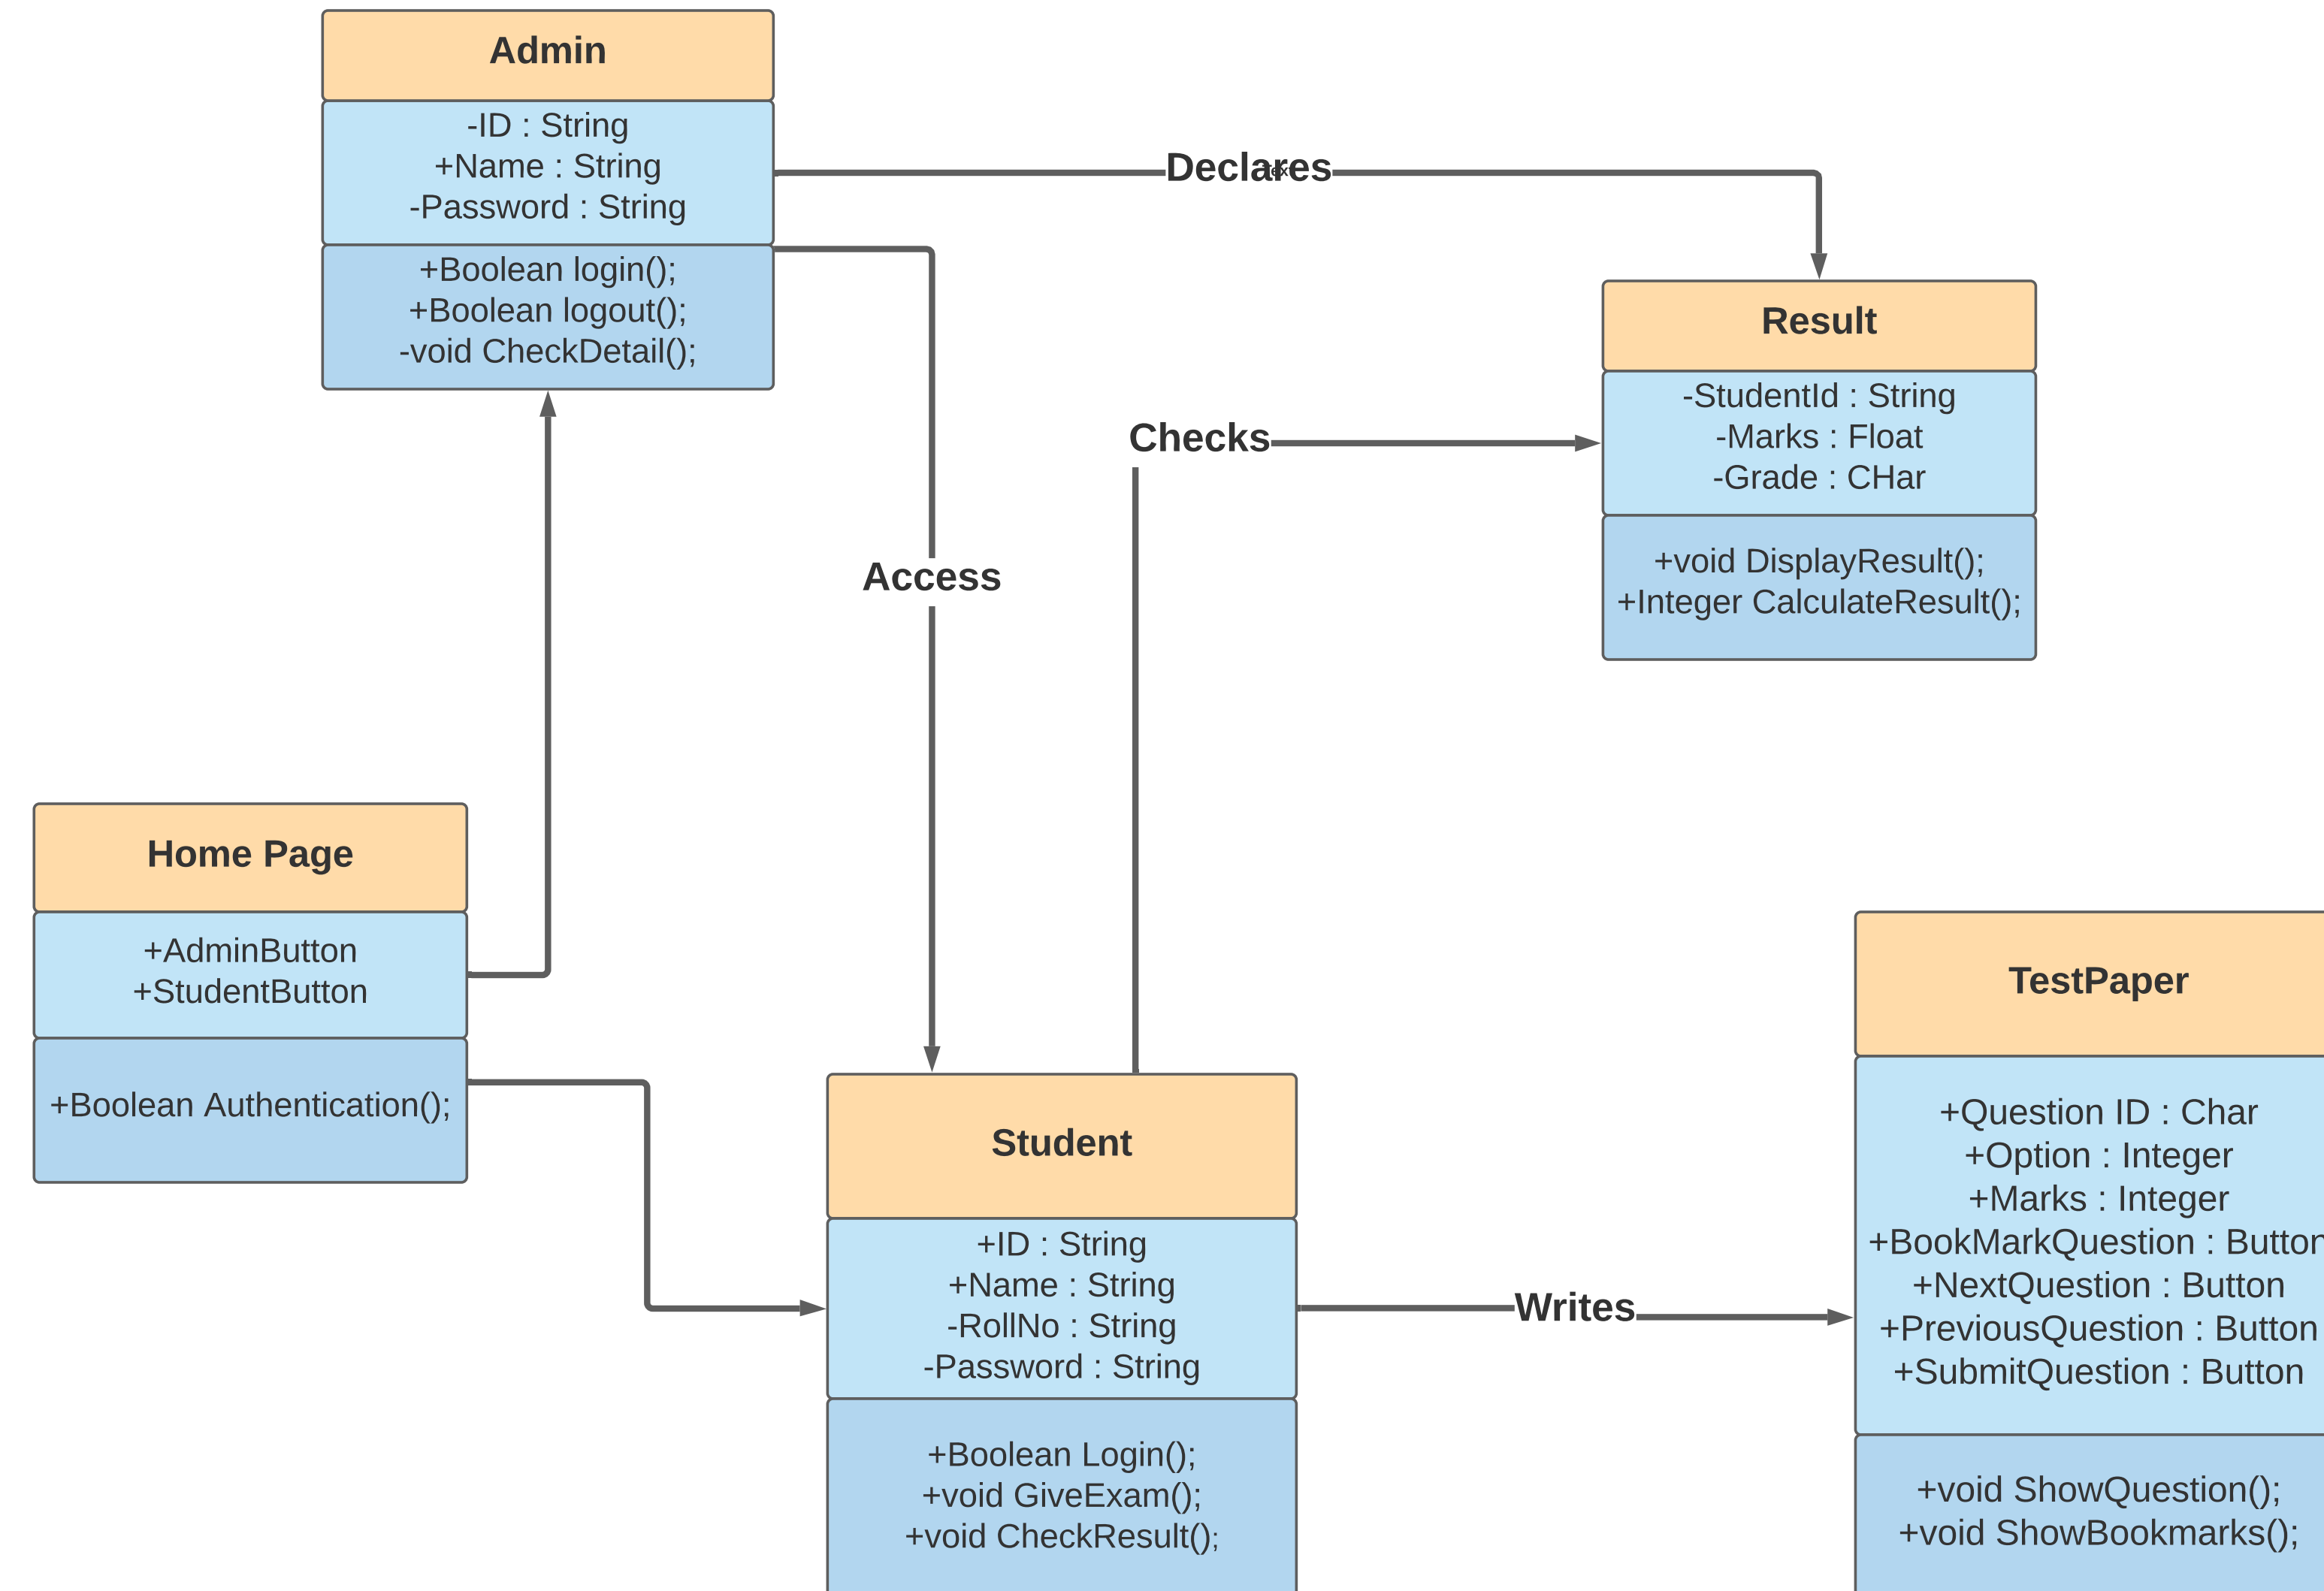 Admin
-ID : String
+Name : String
-Password : String
+Boolean login();
+Boolean logout();
-void CheckDetail();
Declares
Result
-StudentId : String
-Marks : Float
-Grade : CHar
+void DisplayResult();
+Integer CalculateResult();
Checks
Access
Home Page
+AdminButton
+StudentButton
+Boolean Authentication();
Student
+ID : String
+Name : String
-RollNo : String
-Password : String
+Boolean Login();
+void GiveExam();
+void CheckResult();
Writes
TestPaper
+Question ID : Char
+Option : Integer
+Marks : Integer
+BookMarkQuestion : Button
+NextQuestion : Button
+PreviousQuestion : Button
+SubmitQuestion : Button
+void ShowQuestion();
+void ShowBookmarks();